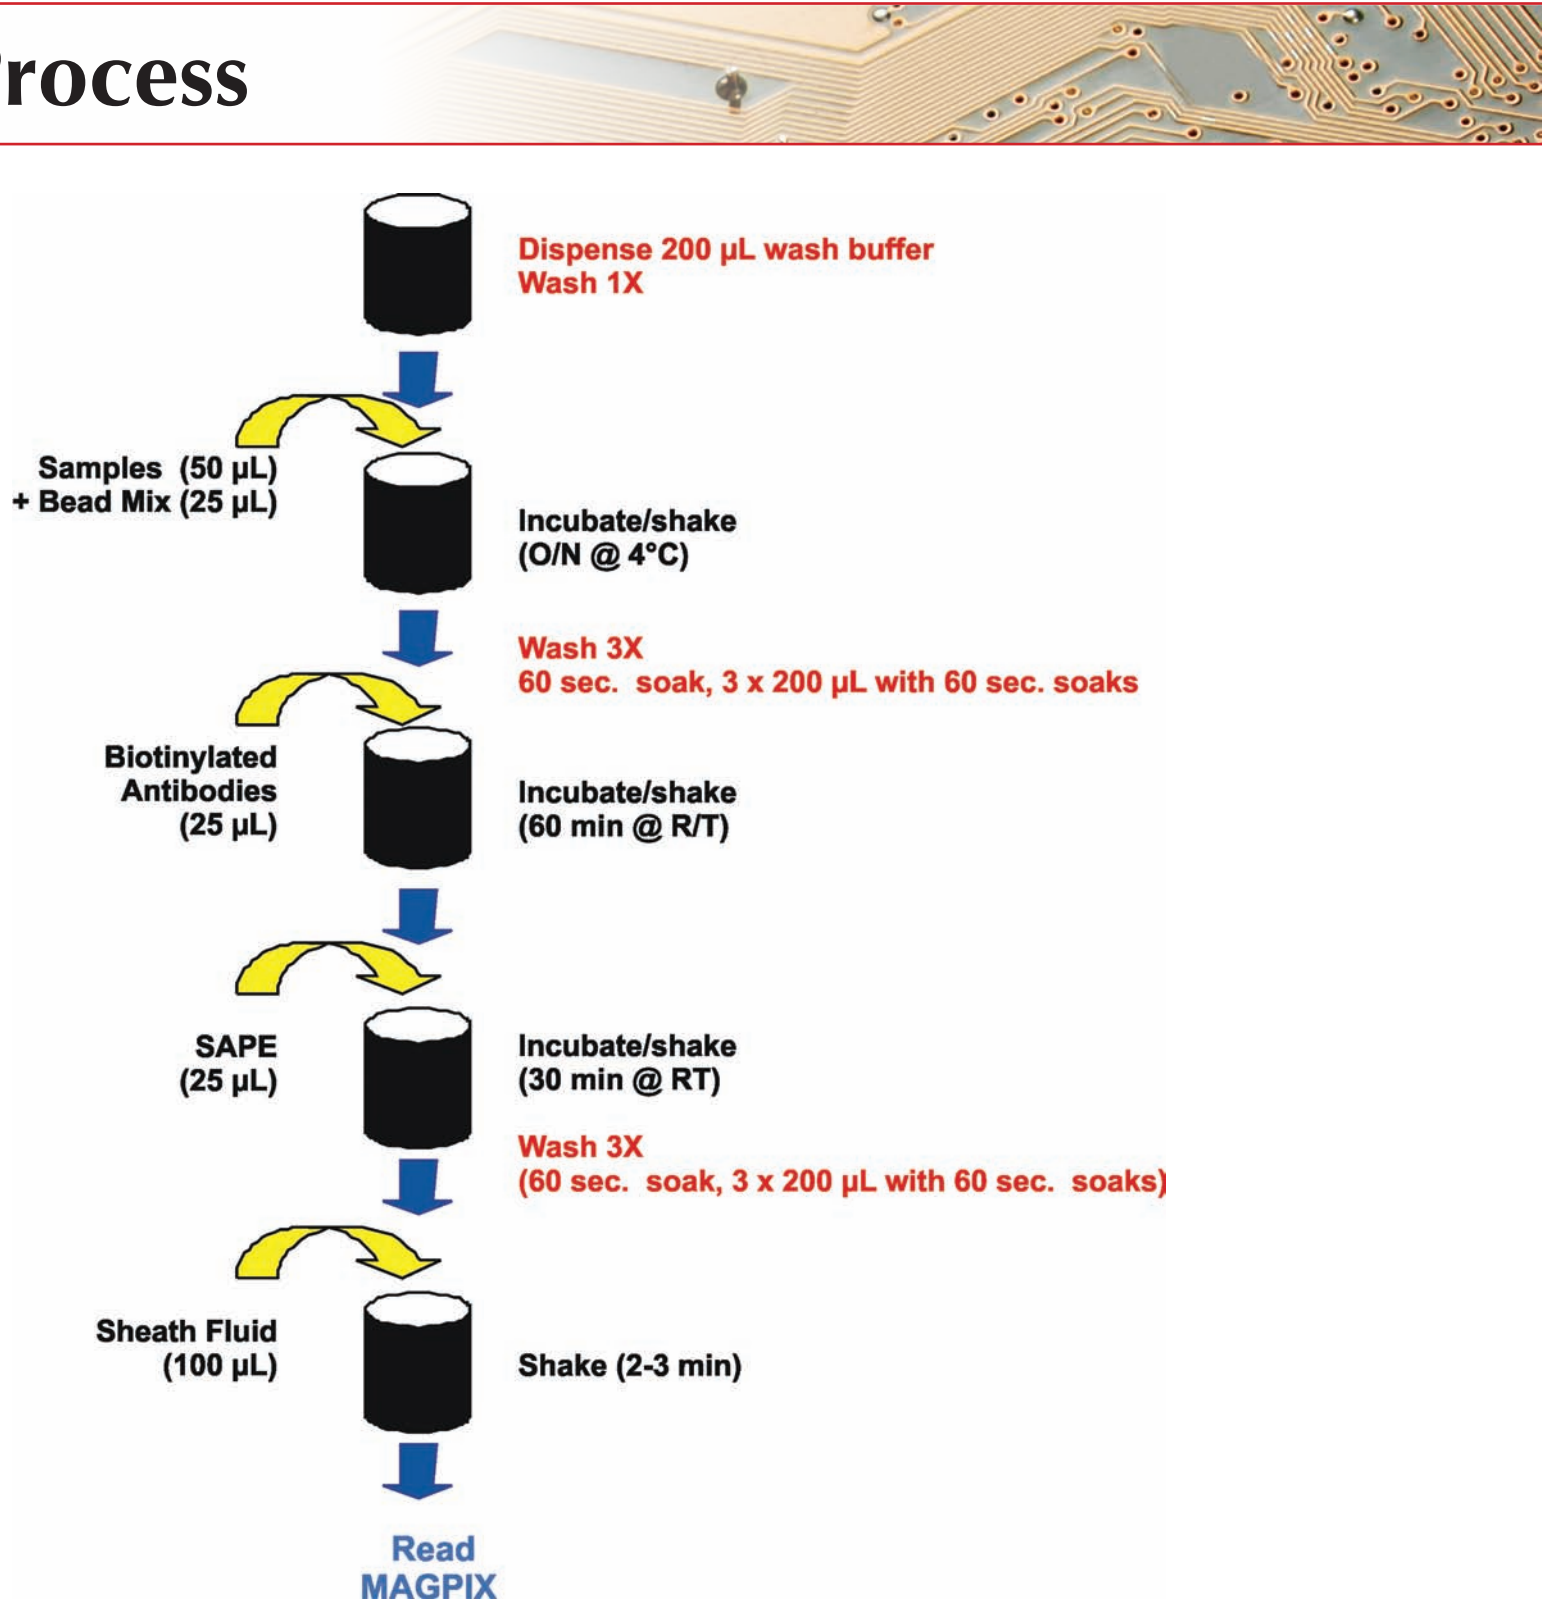 rocess
Dispense 200 µL wash buffer
Wash 1X
Samples (50 µL)
+ Bead Mix (25 µL)
Incubate/shake
(O/N @ 4°C)
Wash 3X
60 sec. soak, 3 x 200 µL with 60 sec. soaks
Biotinylated
Antibodies
(25 µL)
Incubate/shake
(60 min @ R/T)
SAPE
(25 µL)
Incubate/shake
(30 min @ RT)
Wash 3X
(60 sec. soak, 3 x 200 µL with 60 sec. soaks)
Sheath Fluid
(100 µL)
Shake (2-3 min)
Read
MAGPIX